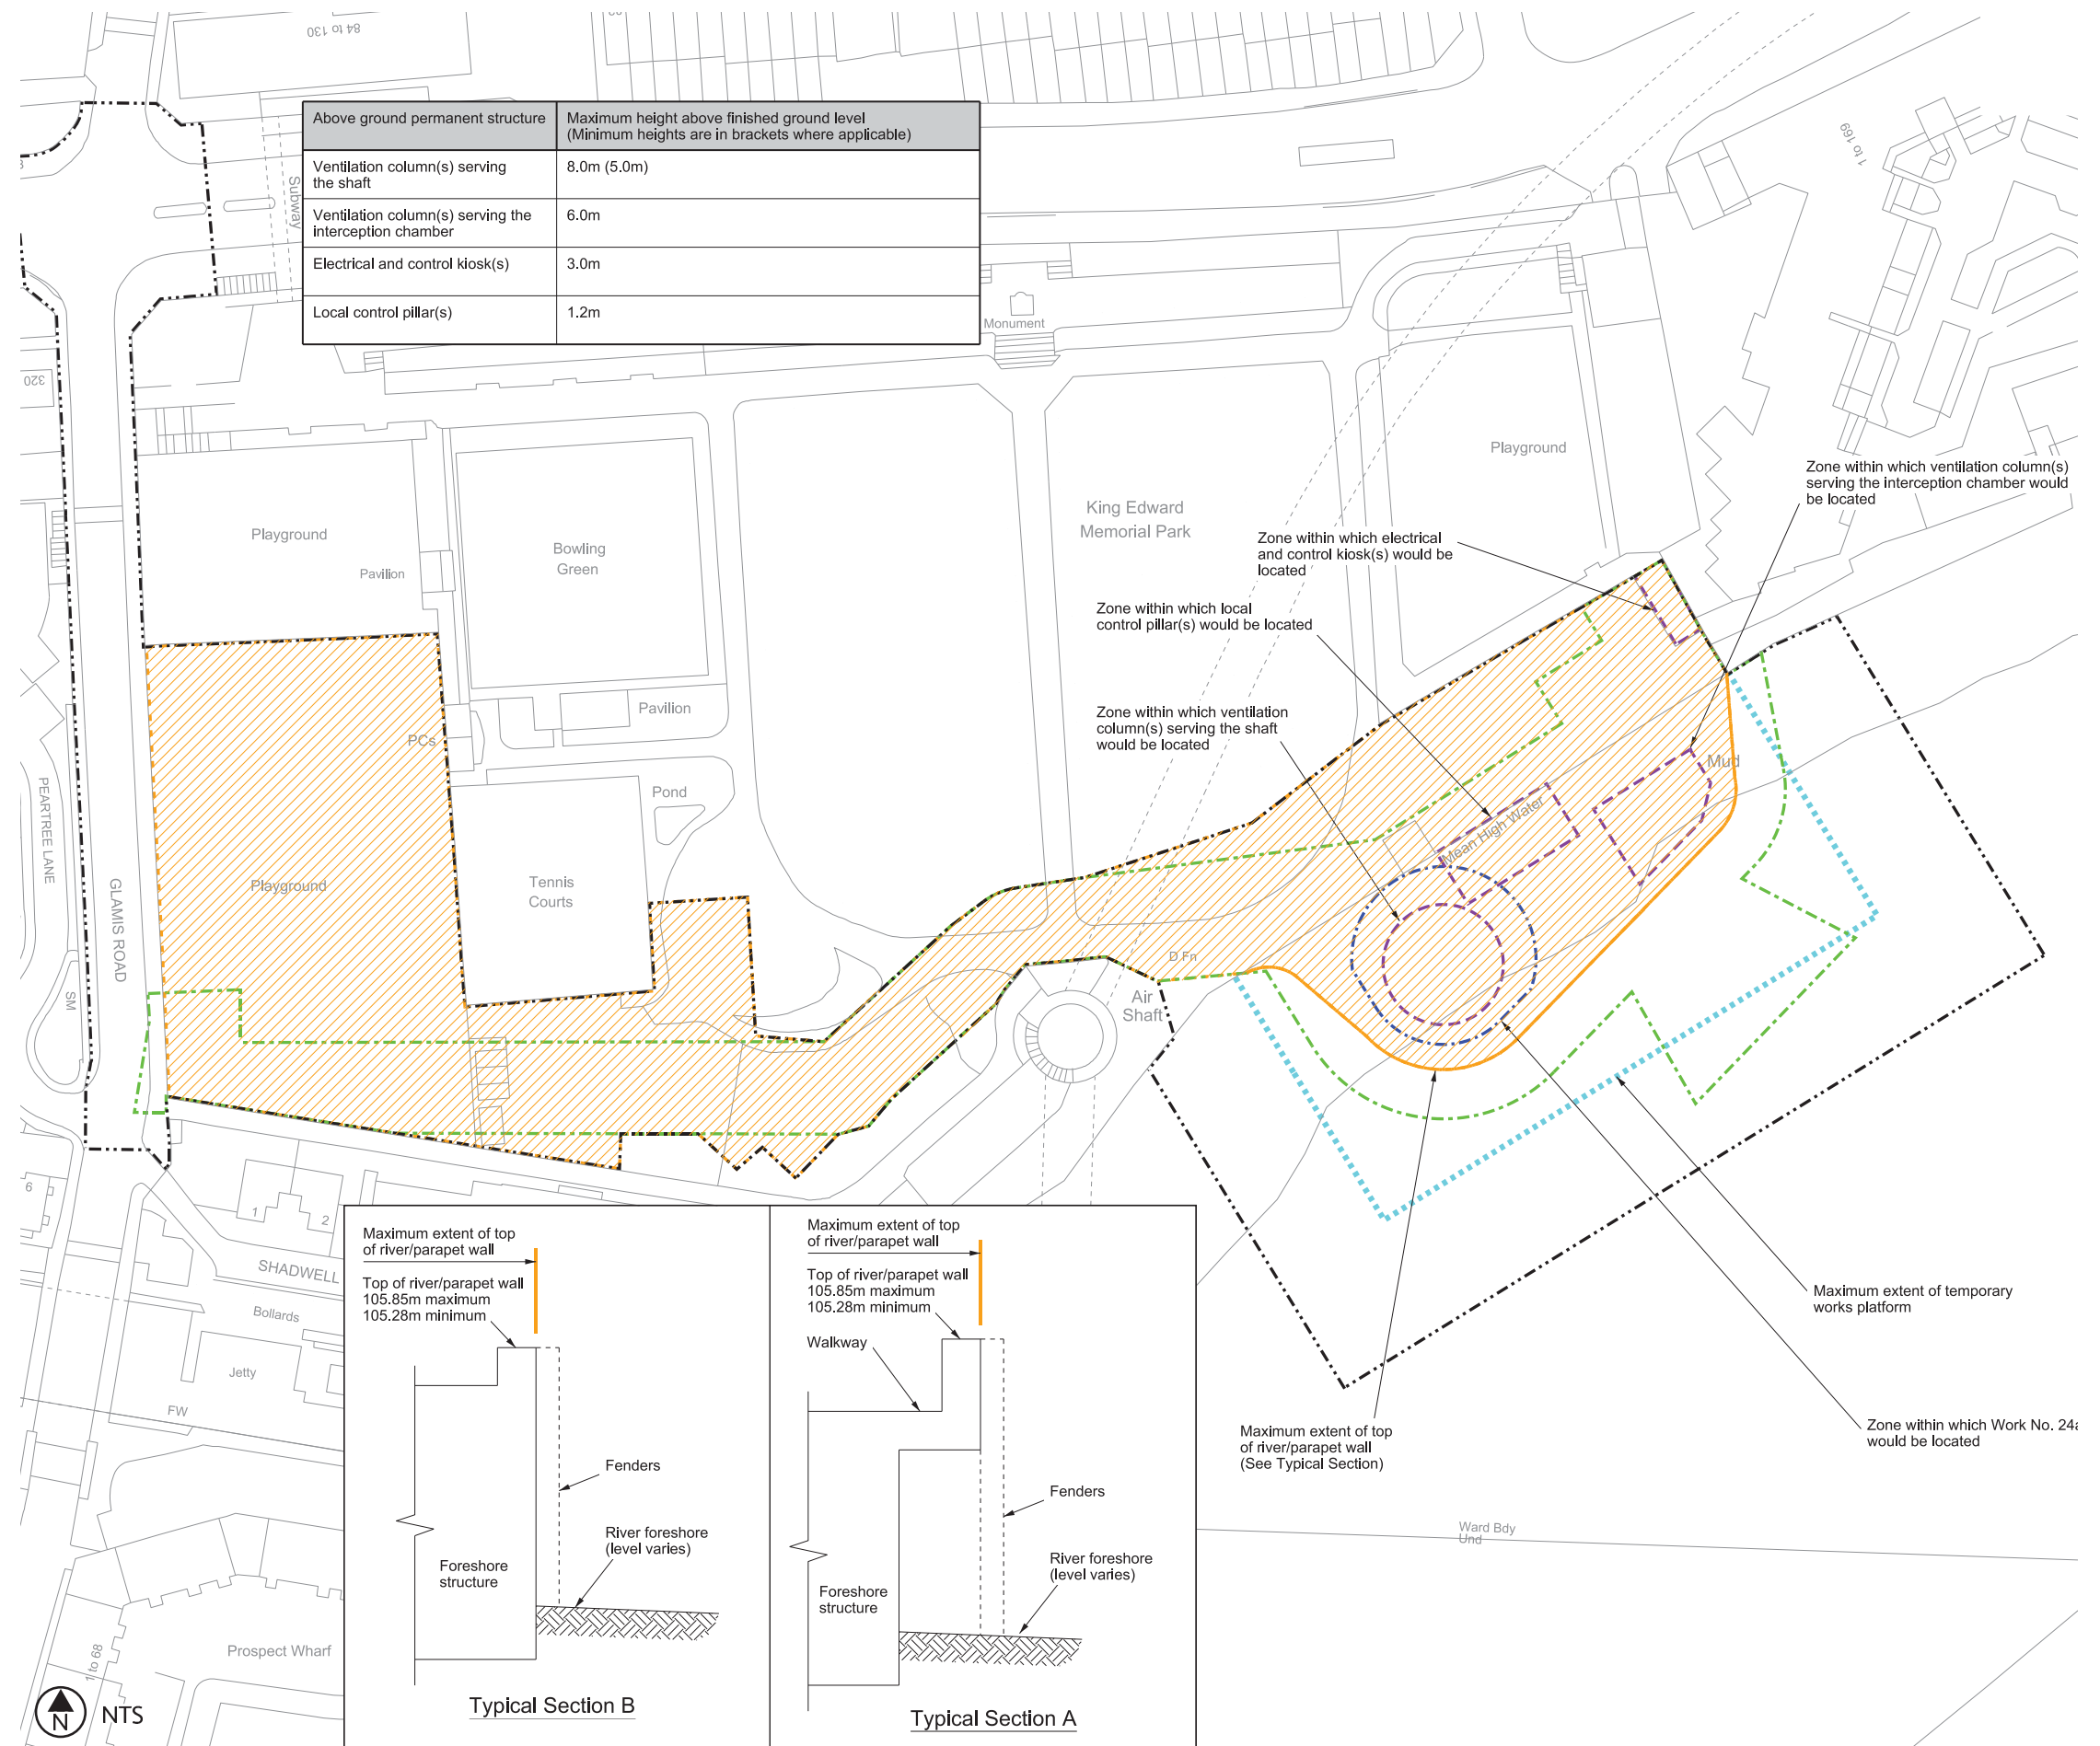 84 to 130
Above ground permanent structure
Maximum height above finished ground level
(Minimum heights are in brackets where applicable)
Ventilation column(s) serving
the shaft
8.0m (5.0m)
Ventilation column(s) serving the
interception chamber
6.0m
Electrical and control kiosk(s)
3.0m
Local control pillar(s)
1.2m
Subway
1 to 169
Monument
320
Playground
Pavilion
Bowling
Green
King Edward
Memorial Park
Playground
Zone within which ventilation column(s)
serving the interception chamber would
be located
Zone within which electrical
and control kiosk(s) would be
located
Zone within which local
control pillar(s) would be located
Zone within which ventilation
column(s) serving the shaft
would be located
Pavilion
PCs
Pond
Mud
Mean High Water
PEARTREE LANE
GLAMIS ROAD
Playground
Tennis
Courts
D Fn
Air
Shaft
SM
6
1
2
SHADWELL
Bollards
Jetty
FW
Maximum extent of top
of river/parapet wall
Top of river/parapet wall
105.85m maximum
105.28m minimum
Fenders
River foreshore
(level varies)
Foreshore
structure
Typical Section B
Maximum extent of top
of river/parapet wall
Top of river/parapet wall
105.85m maximum
105.28m minimum
Walkway
Fenders
River foreshore
(level varies)
Foreshore
structure
Typical Section A
Maximum extent of temporary
works platform
Maximum extent of top
of river/parapet wall
(See Typical Section)
Zone within which Work No. 24a
would be located
Ward Bdy
Und
1 to 68
Prospect Wharf
N
NTS